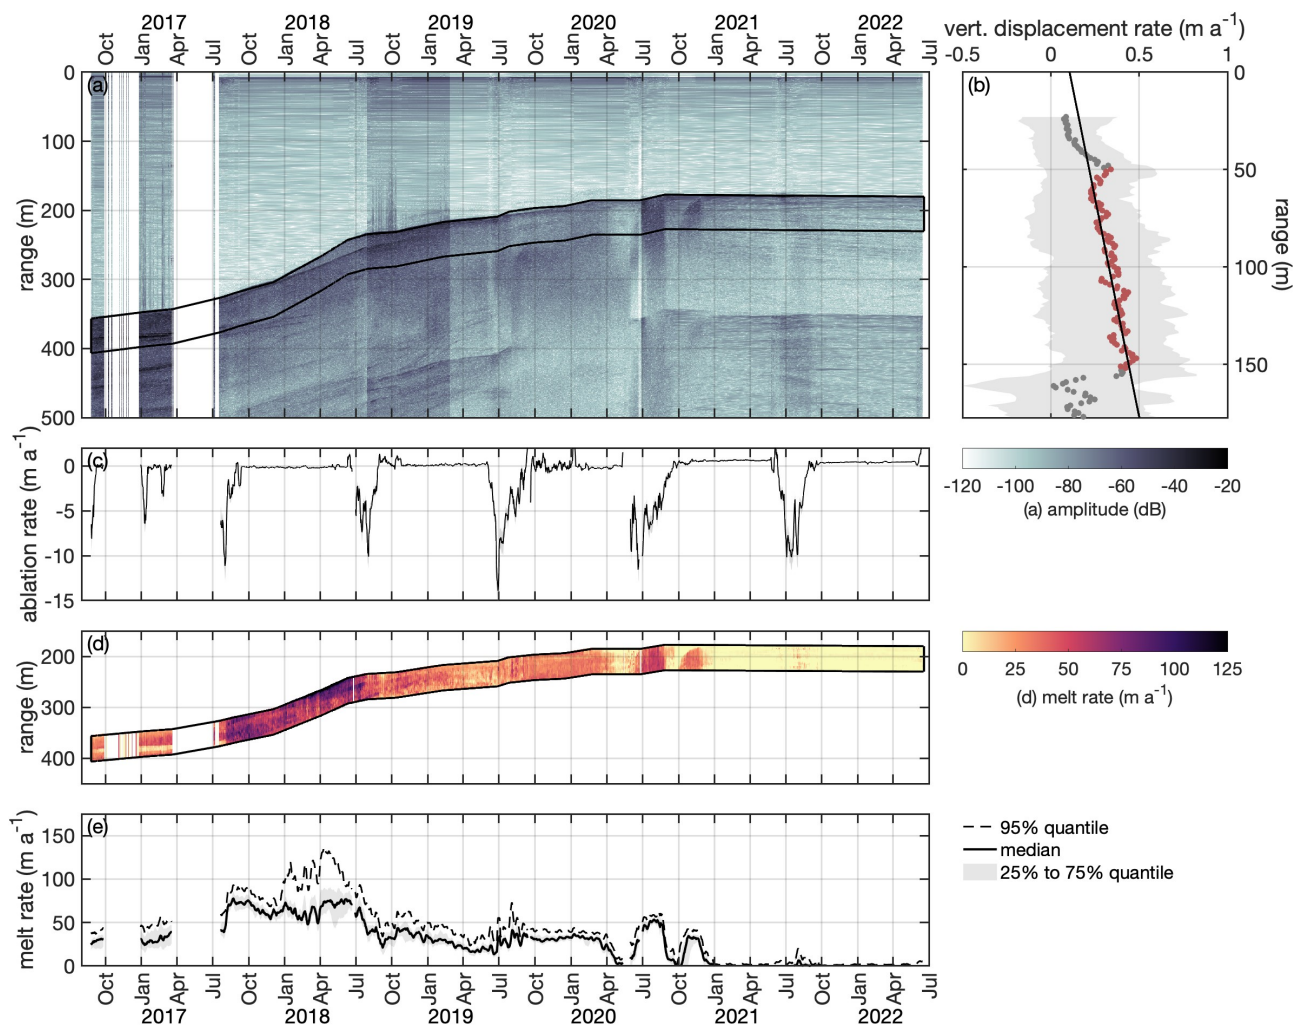 2017 2018 2019 2020 2021 2022
Oct Jan Apr Jul Oct Jan Apr Jul Oct Jan Apr Jul Oct Jan Apr Jul Oct Jan Apr Jul Oct Jan Apr Jul
vert. displacement rate (m a⁻¹)
-0.5 0 0.5 1
(a)
0
100
200
300
400
500
range (m)
(b)
0
50
100
150
range (m)
(c)
0
-5
-10
-15
ablation rate (m a⁻¹)
-120 -100 -80 -60 -40 -20
(a) amplitude (dB)
(d)
200
300
400
range (m)
0 25 50 75 100 125
(d) melt rate (m a⁻¹)
(e)
150
100
50
0
melt rate (m a⁻¹)
95% quantile
median
25% to 75% quantile
Oct Jan Apr Jul Oct Jan Apr Jul Oct Jan Apr Jul Oct Jan Apr Jul Oct Jan Apr Jul Oct Jan Apr Jul
2017 2018 2019 2020 2021 2022